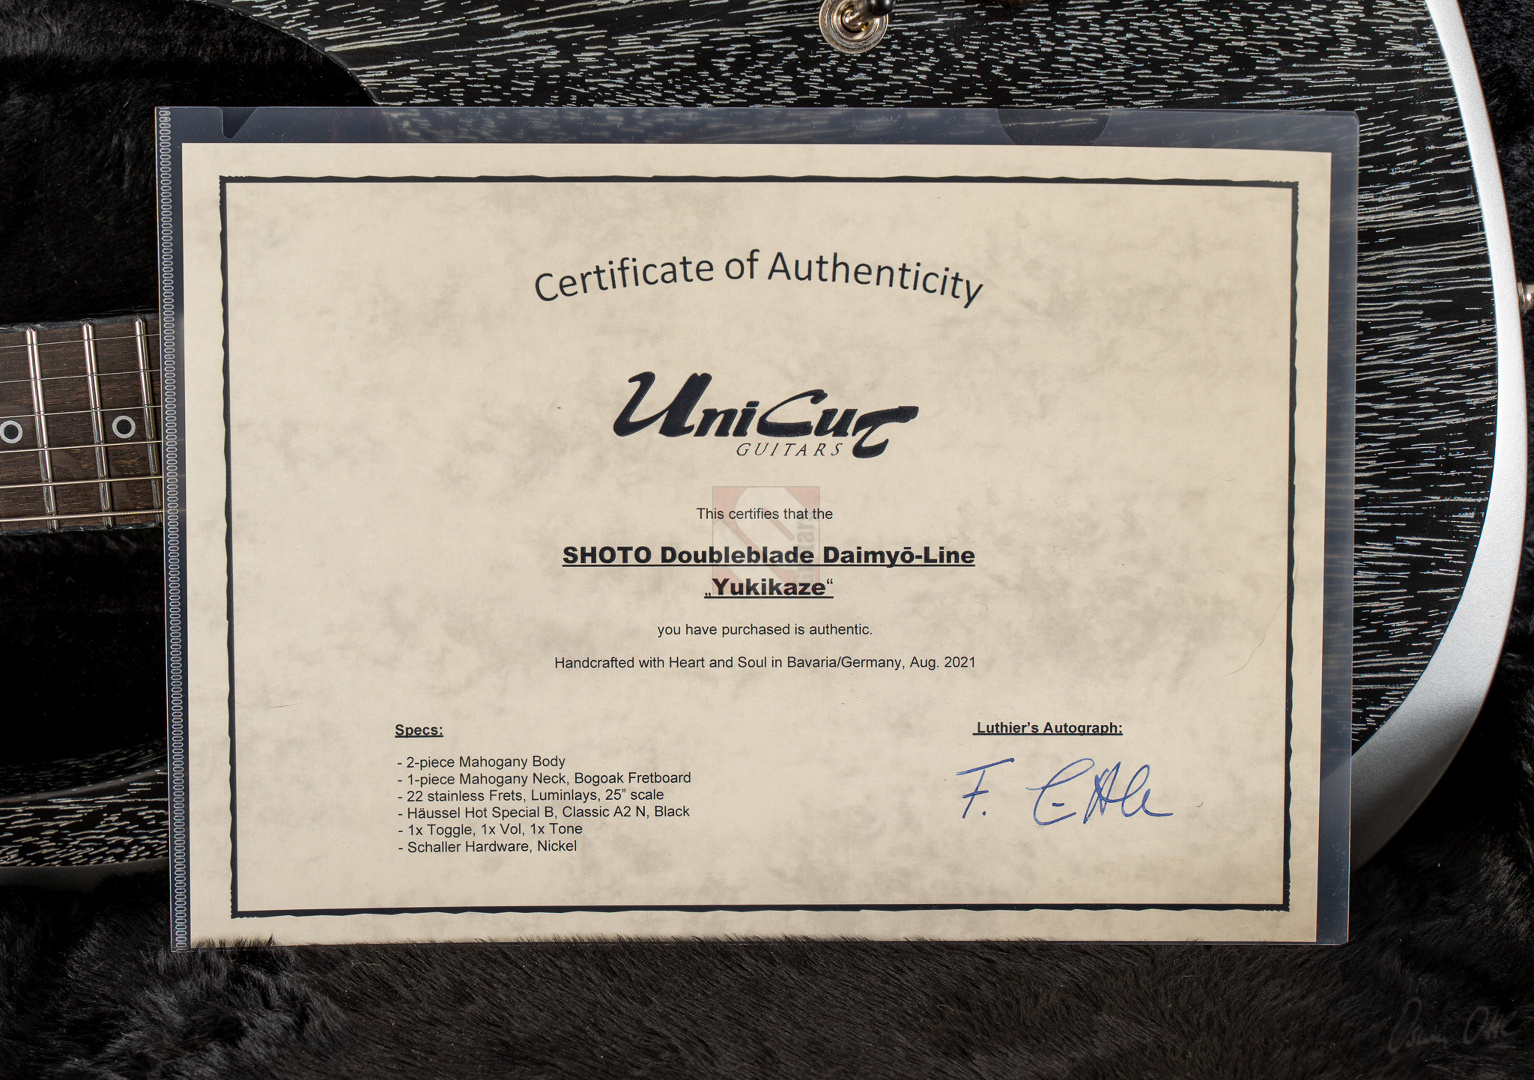 Certificate of Authenticity
UniCut
GUITARS
This certifies that the
SHOTO Doubleblade Daimyō-Line
„Yukikaze“
you have purchased is authentic.
Handcrafted with Heart and Soul in Bavaria/Germany, Aug. 2021
Specs:
- 2-piece Mahogany Body
- 1-piece Mahogany Neck, Bogoak Fretboard
- 22 stainless Frets, Luminlays, 25” scale
- Häussel Hot Special B, Classic A2 N, Black
- 1x Toggle, 1x Vol, 1x Tone
- Schaller Hardware, Nickel
Luthier’s Autograph:
F.